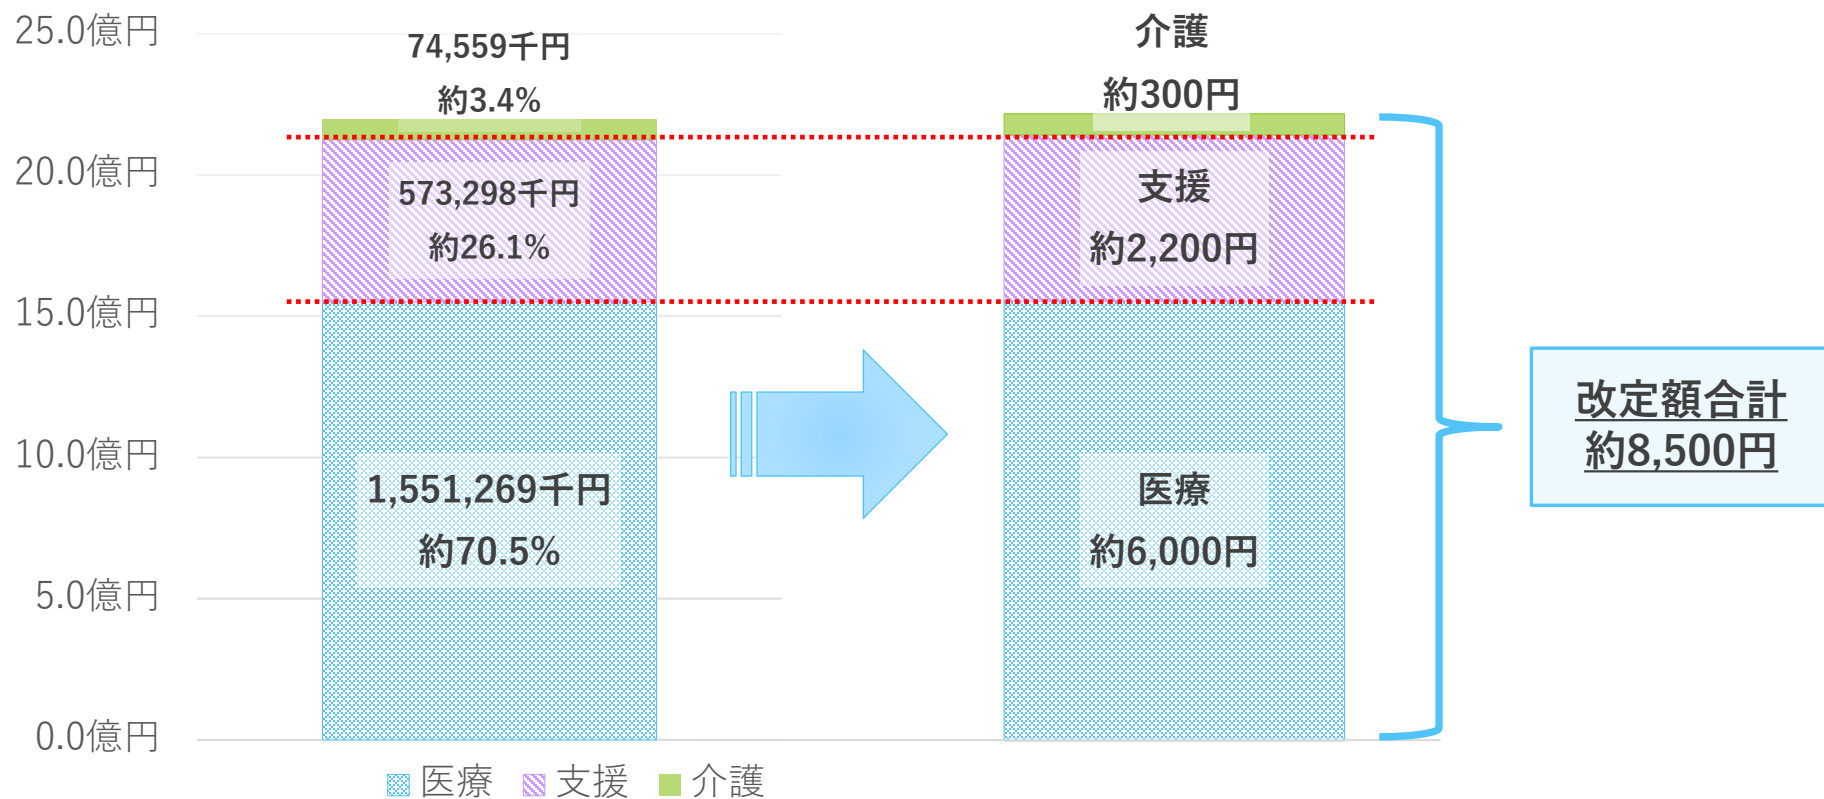 25.0億円
20.0億円
15.0億円
10.0億円
5.0億円
0.0億円
74,559千円
約3.4%
573,298千円
約26.1%
1,551,269千円
約70.5%
介護
約300円
支援
約2,200円
医療
約6,000円
改定額合計
約8,500円
医療 支援 介護